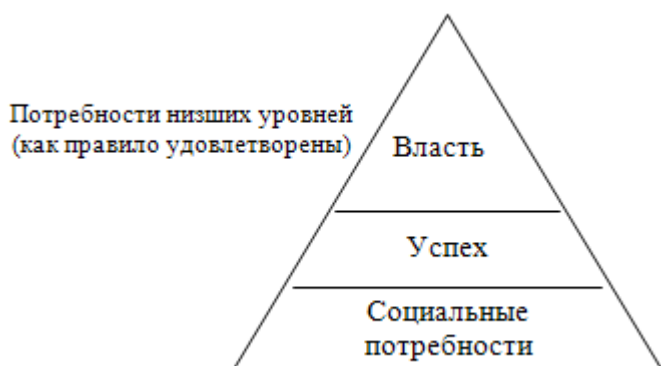 Потребности низших уровней
(как правило удовлетворены)
Власть
Успех
Социальные
потребности